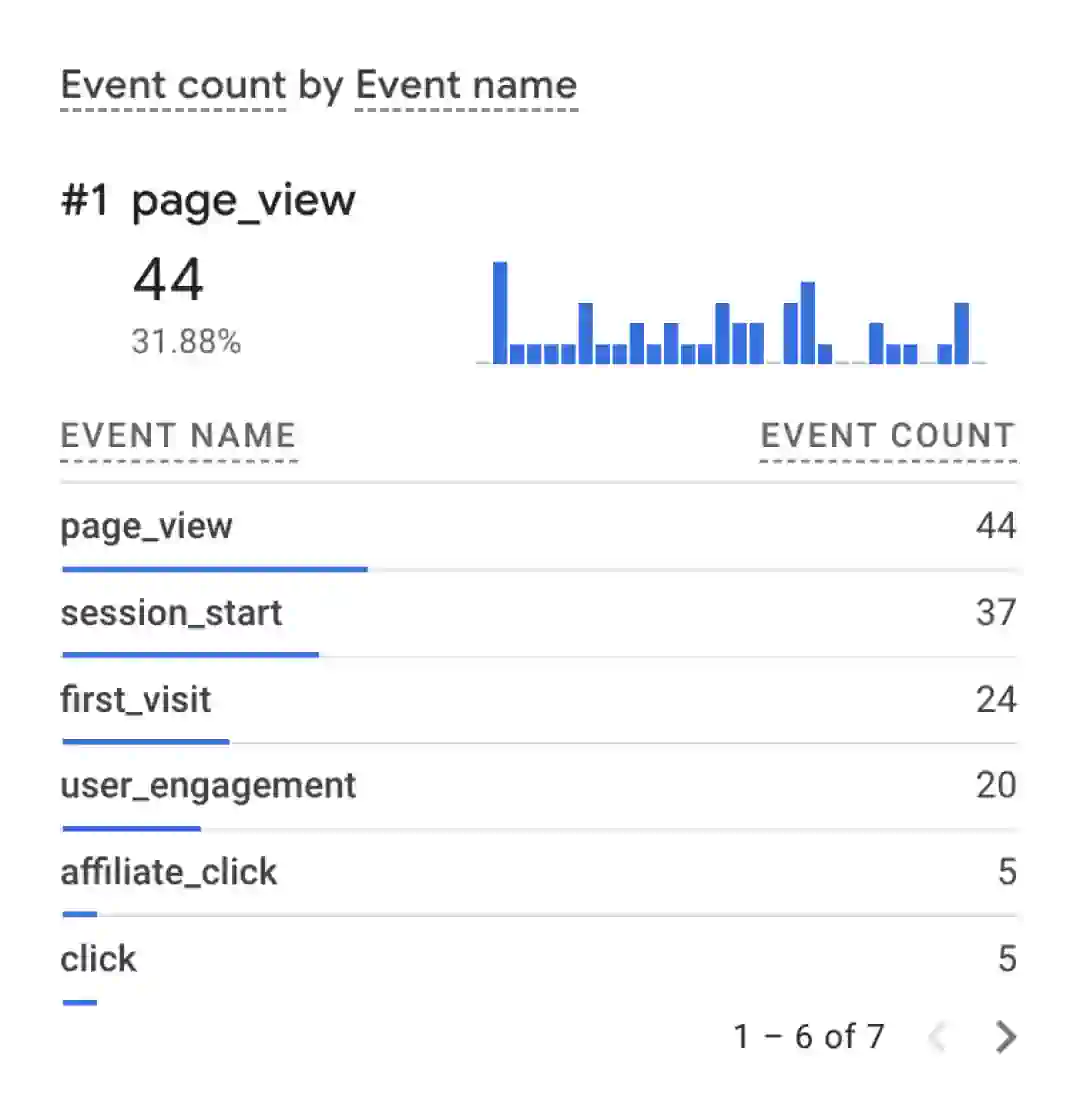 Event count by Event name
#1 page_view
44
31.88%
EVENT NAME EVENT COUNT
page_view 44
session_start 37
first_visit 24
user_engagement 20
affiliate_click 5
click 5
1 – 6 of 7